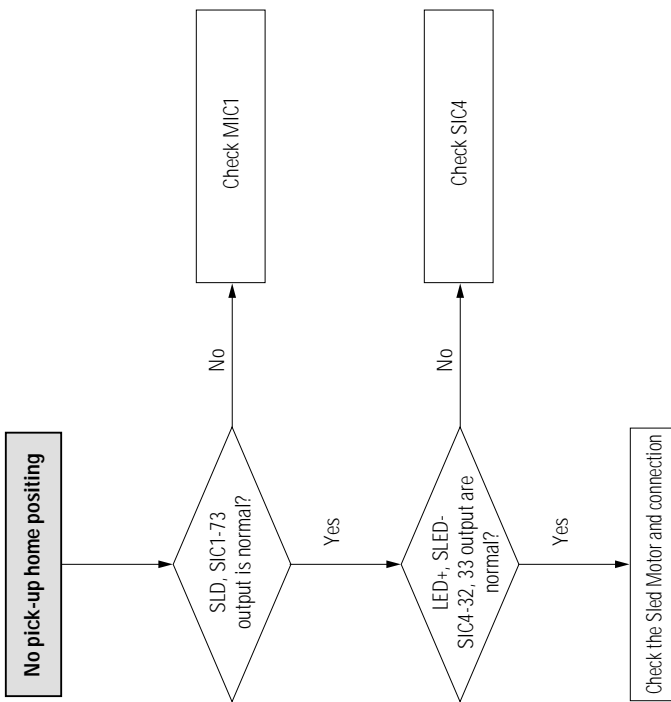 No pick-up home positing
SLD, SIC1-73
output is normal?
No
Check MIC1
Yes
LED+, SLED-
SIC4-32, 33 output are
normal?
No
Check SIC4
Yes
Check the Sled Motor and connection